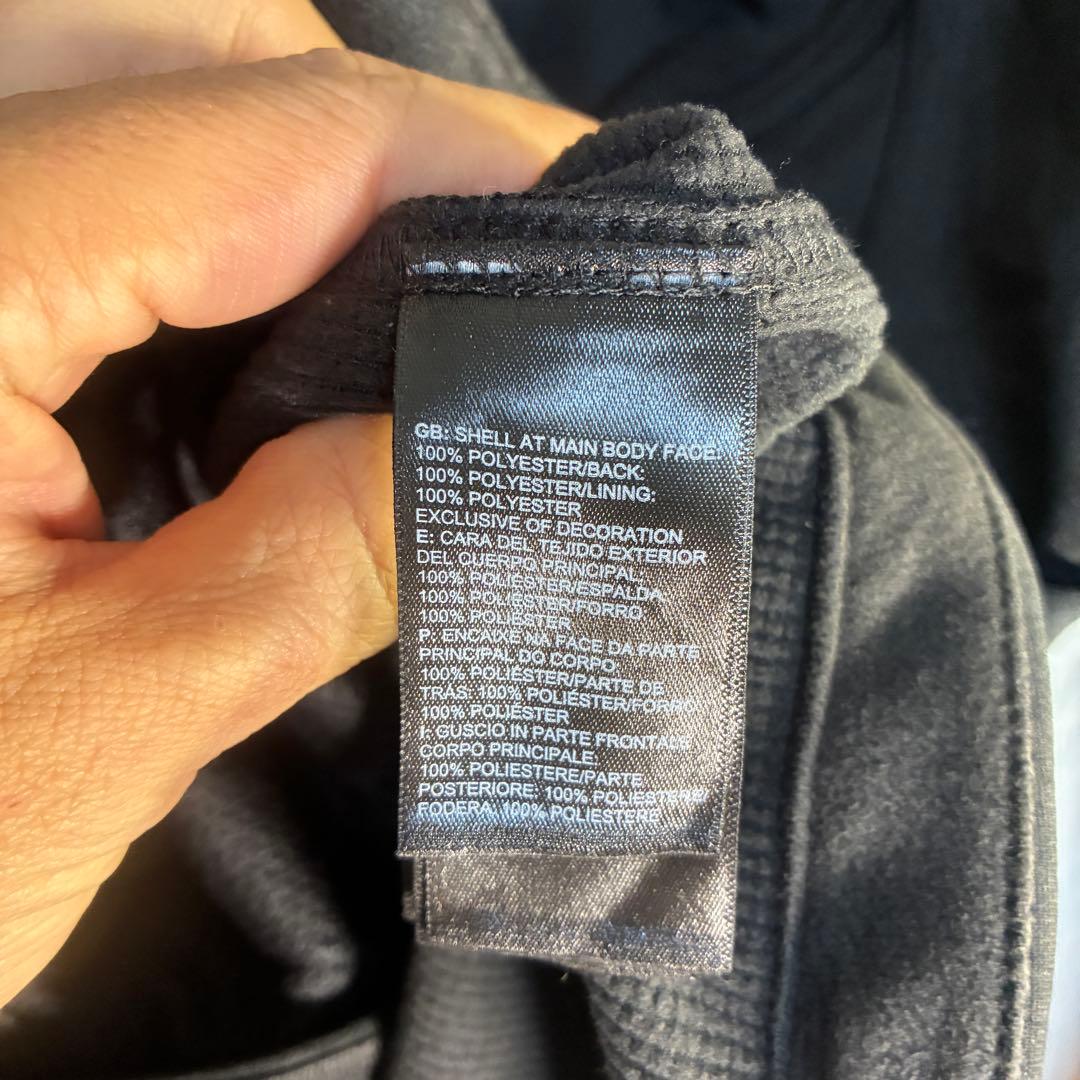 GB: SHELL AT MAIN BODY FACE:
100% POLYESTER/BACK:
100% POLYESTER/LINING:
100% POLYESTER
EXCLUSIVE OF DECORATION
E: CARA DEL TEJIDO EXTERIOR
DEL CUERPO PRINCIPAL
100% POLIÉSTER/ESPALDA
100% POLIÉSTER/FORRO
100% POLIÉSTER
P: ENCAIXE NA FACE DA PARTE
PRINCIPAL DO CORPO
100% POLIÉSTER/PARTE DE
TRÁS: 100% POLIÉSTER/FORRO
100% POLIÉSTER
I: GUSCIO IN PARTE FRONTALE
CORPO PRINCIPALE
100% POLIESTERE/PARTE
POSTERIORE: 100% POLIESTERE
FODERA: 100% POLIESTERE